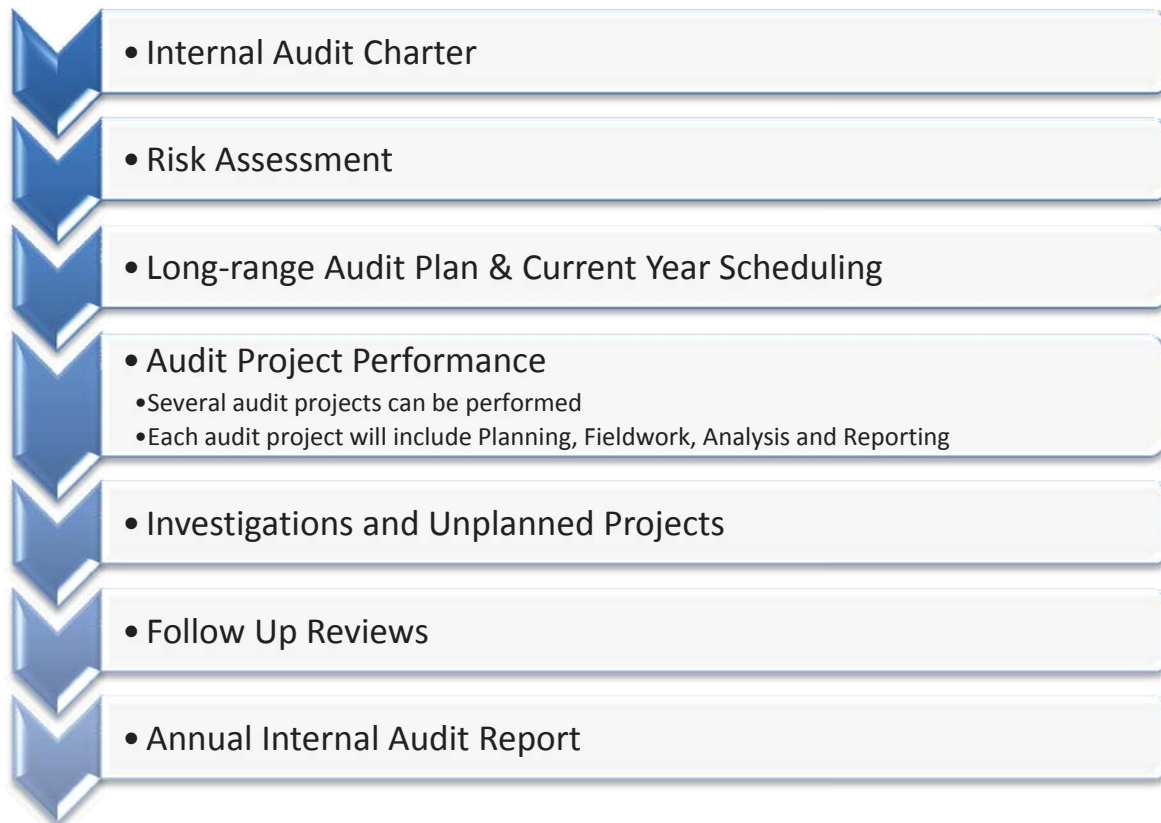 • Internal Audit Charter
• Risk Assessment
• Long-range Audit Plan & Current Year Scheduling
• Audit Project Performance
•Several audit projects can be performed
•Each audit project will include Planning, Fieldwork, Analysis and Reporting
• Investigations and Unplanned Projects
• Follow Up Reviews
• Annual Internal Audit Report